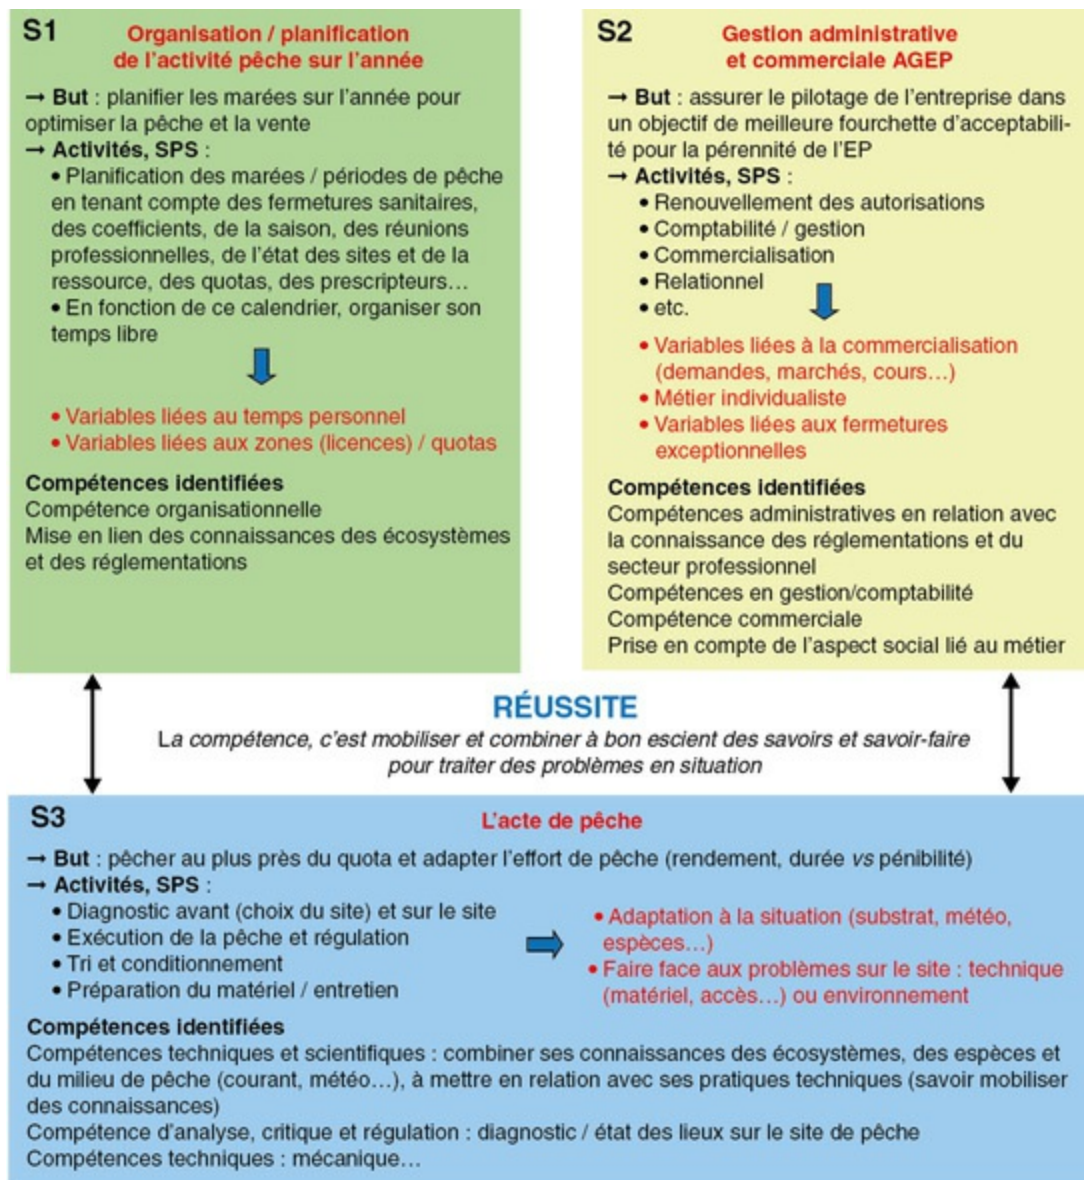 S1
Organisation / planification
de l'activité pêche sur l'année
→ But : planifier les marées sur l'année pour
optimiser la pêche et la vente
→ Activités, SPS :
• Planification des marées / périodes de pêche
en tenant compte des fermetures sanitaires,
des coefficients, de la saison, des réunions
professionnelles, de l'état des sites et de la
ressource, des quotas, des prescripteurs…
• En fonction de ce calendrier, organiser son
temps libre
• Variables liées au temps personnel
• Variables liées aux zones (licences) / quotas
Compétences identifiées
Compétence organisationnelle
Mise en lien des connaissances des écosystèmes
et des réglementations
S2
Gestion administrative
et commerciale AGEP
→ But : assurer le pilotage de l'entreprise dans
un objectif de meilleure fourchette d'acceptabili-
té pour la pérennité de l'EP
→ Activités, SPS :
• Renouvellement des autorisations
• Comptabilité / gestion
• Commercialisation
• Relationnel
• etc.
• Variables liées à la commercialisation
(demandes, marchés, cours…)
• Métier individualiste
• Variables liées aux fermetures
exceptionnelles
Compétences identifiées
Compétences administratives en relation avec
la connaissance des réglementations et du
secteur professionnel
Compétences en gestion/comptabilité
Compétence commerciale
Prise en compte de l'aspect social lié au métier
RÉUSSITE
La compétence, c'est mobiliser et combiner à bon escient des savoirs et savoir-faire
pour traiter des problèmes en situation
S3
L'acte de pêche
→ But : pêcher au plus près du quota et adapter l'effort de pêche (rendement, durée vs pénibilité)
→ Activités, SPS :
• Diagnostic avant (choix du site) et sur le site
• Exécution de la pêche et régulation
• Tri et conditionnement
• Préparation du matériel / entretien
• Adaptation à la situation (substrat, météo,
espèces…)
• Faire face aux problèmes sur le site : technique
(matériel, accès…) ou environnement
Compétences identifiées
Compétences techniques et scientifiques : combiner ses connaissances des écosystèmes, des espèces et
du milieu de pêche (courant, météo…), à mettre en relation avec ses pratiques techniques (savoir mobiliser
des connaissances)
Compétence d'analyse, critique et régulation : diagnostic / état des lieux sur le site de pêche
Compétences techniques : mécanique…